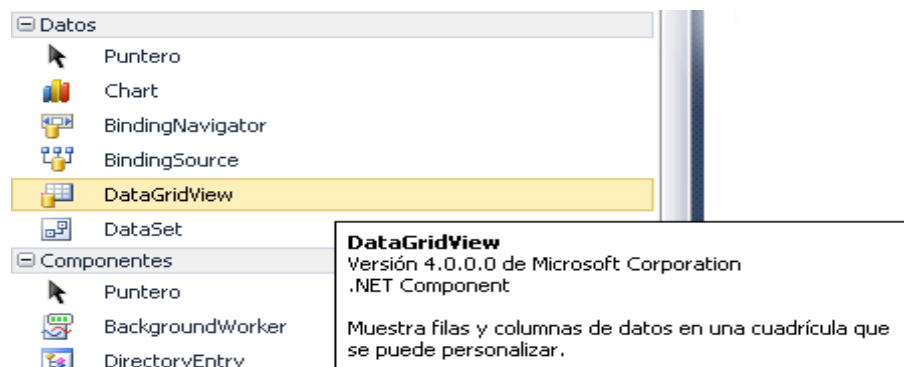 Datos
Puntero
Chart
BindingNavigator
BindingSource
DataGridView
DataSet
Componentes
Puntero
BackgroundWorker
DirectoryEntry
DataGridView
Versión 4.0.0.0 de Microsoft Corporation
.NET Component
Muestra filas y columnas de datos en una cuadrícula que
se puede personalizar.